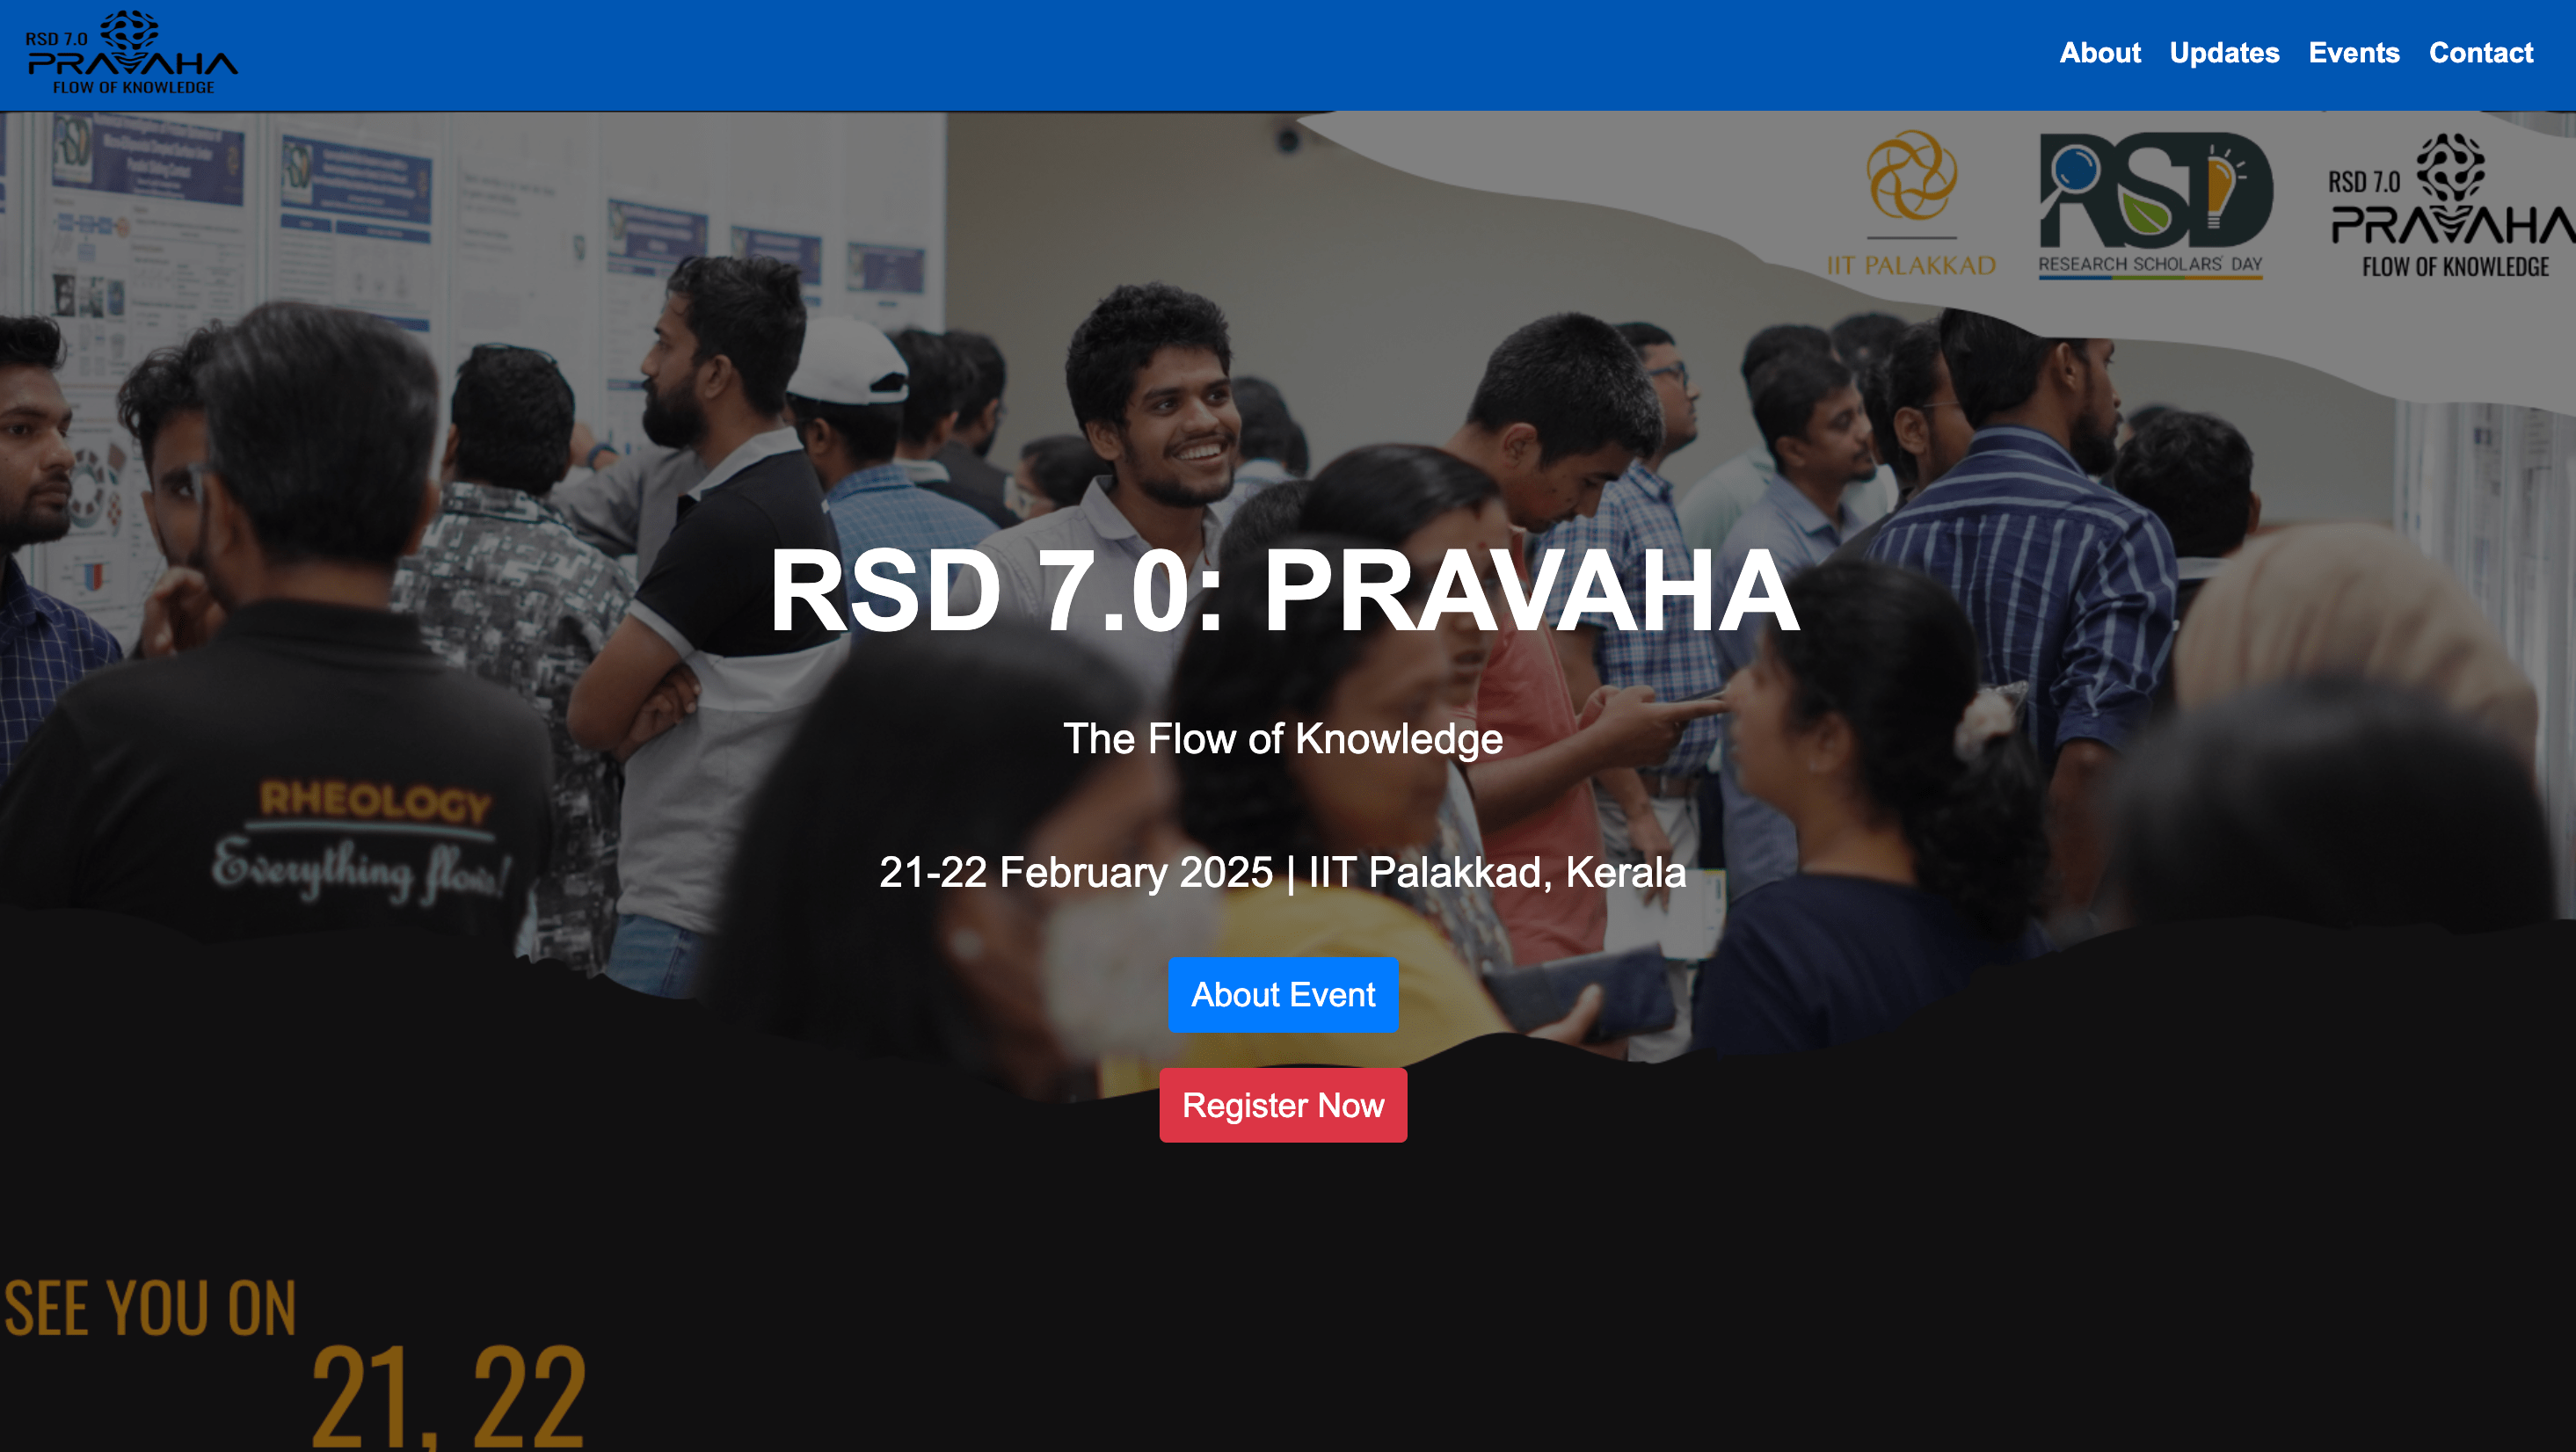 RSD 7.0
PRAVAHA
FLOW OF KNOWLEDGE
About Updates Events Contact
IIT PALAKKAD
RSD
RESEARCH SCHOLARS' DAY
RSD 7.0
PRAVAHA
FLOW OF KNOWLEDGE
RSD 7.0: PRAVAHA
The Flow of Knowledge
RHEOLOGY
Everything flows!
21-22 February 2025 | IIT Palakkad, Kerala
About Event
Register Now
SEE YOU ON
21, 22